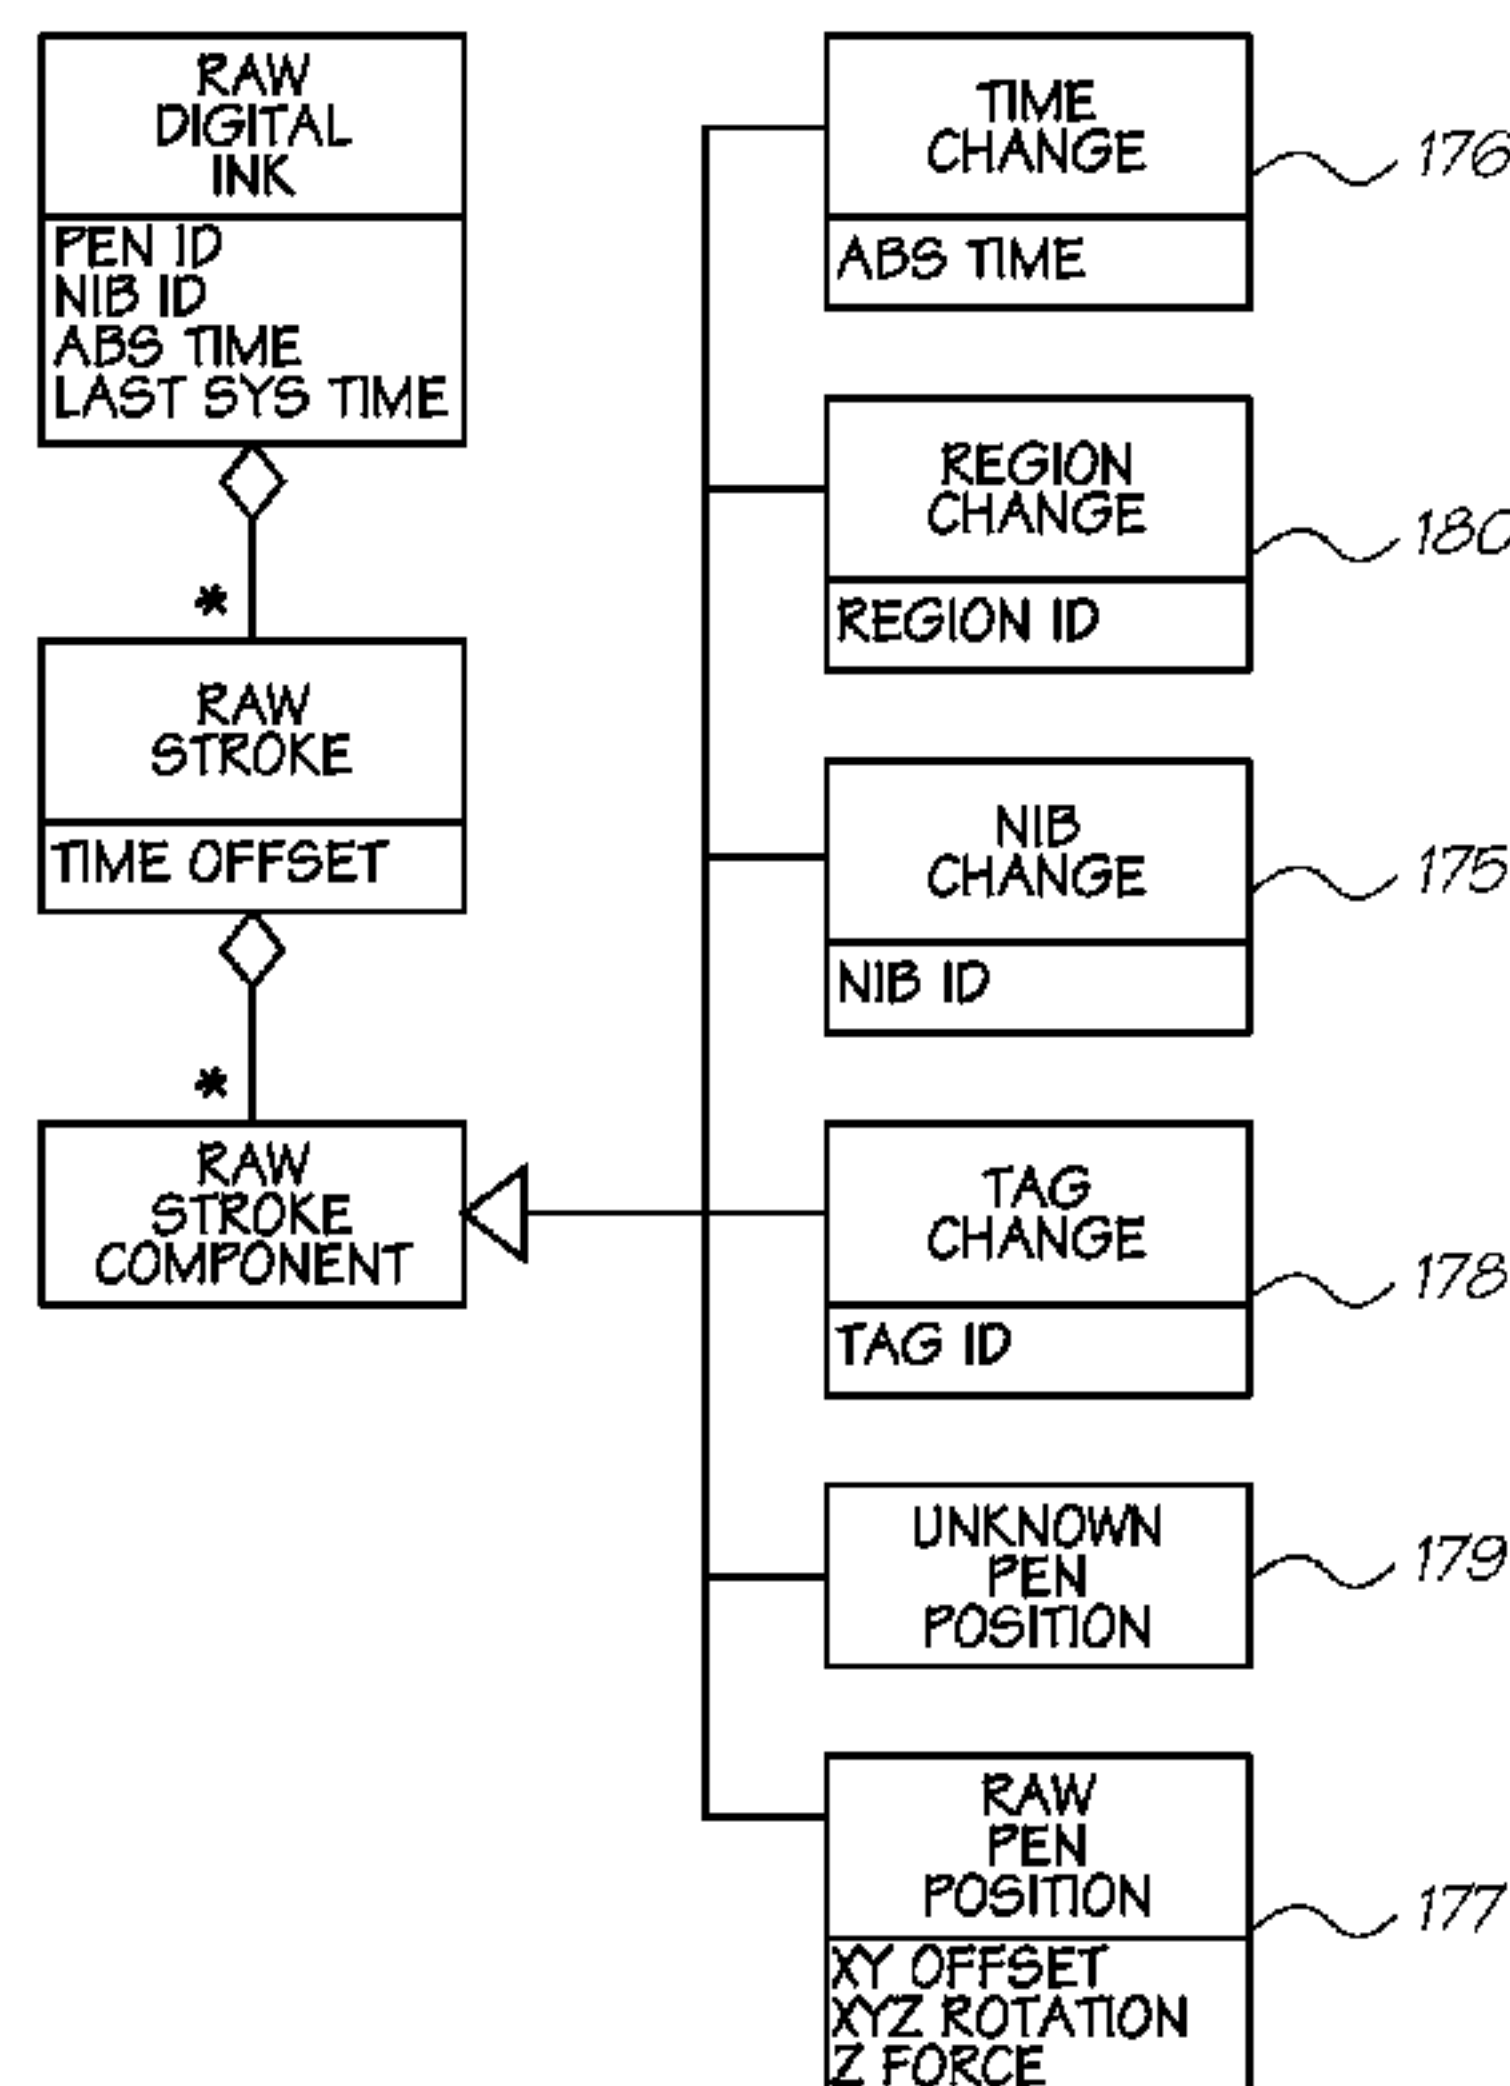 RAW
DIGITAL
INK
PEN ID
NIB ID
ABS TIME
LAST SYS TIME
*
RAW
STROKE
TIME OFFSET
*
RAW
STROKE
COMPONENT
TIME
CHANGE
ABS TIME
176
REGION
CHANGE
REGION ID
180
NIB
CHANGE
NIB ID
175
TAG
CHANGE
TAG ID
178
UNKNOWN
PEN
POSITION
179
RAW
PEN
POSITION
177
XY OFFSET
XYZ ROTATION
Z FORCE